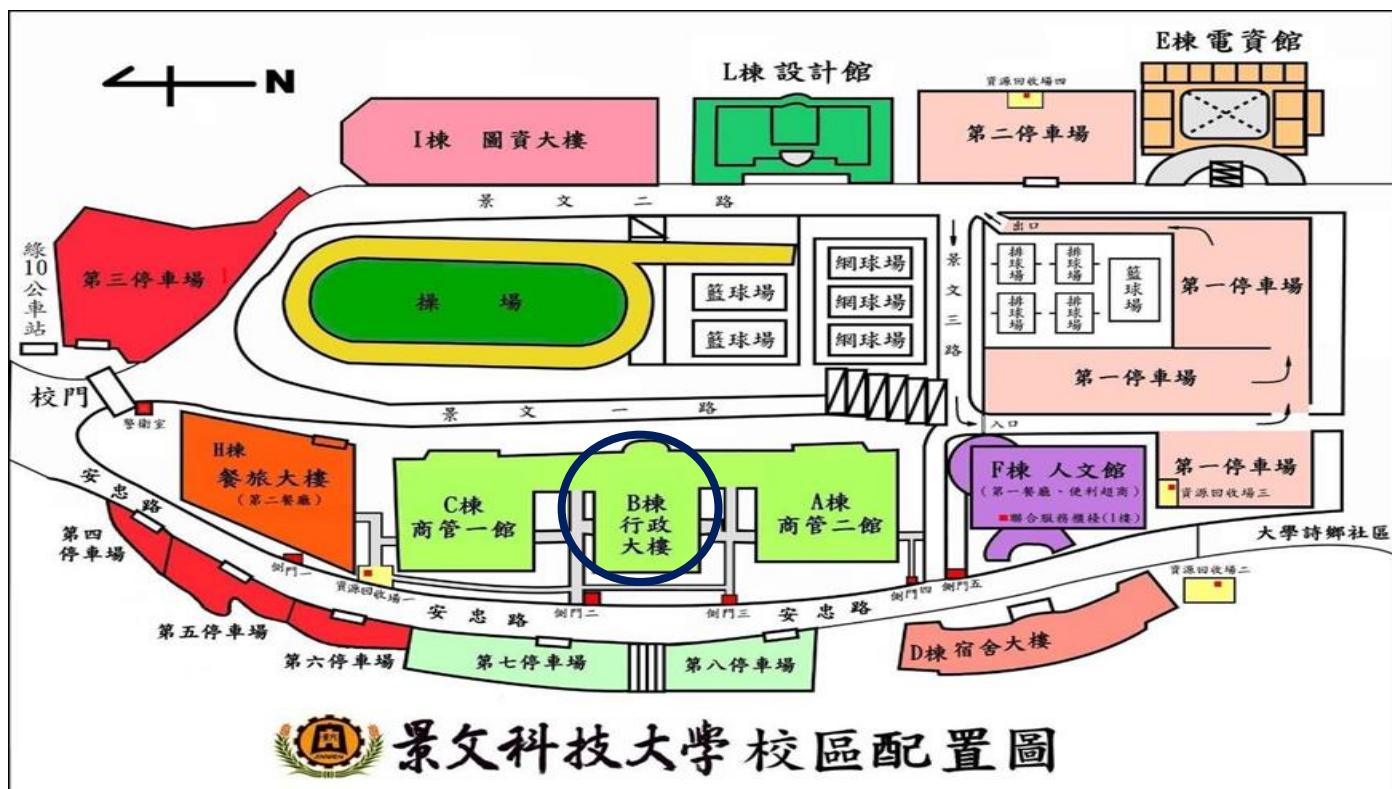 E棟電資館
L棟設計館
N
資源回收場四
第二停車場
I棟 圖資大樓
景文二路
出口
綠10公車站
第三停車場
網球場
排球場
排球場
籃球場
第一停車場
景文三路
操場
籃球場
網球場
排球場
排球場
籃球場
網球場
第一停車場
校門
景文一路
入口
警衛室
H棟
餐旅大樓
(第二餐廳)
C棟
商管一館
B棟
行政
大樓
A棟
商管二館
F棟 人文館
(第一餐廳、便利超商)
聯合服務櫃檯(1樓)
第一停車場
資源回收場三
安忠路
大學詩鄉社區
第四
停車場
側門一
資源回收場一
側門二
側門三
側門四
側門五
資源回收場二
安忠路
安忠路
第五停車場
第六停車場
第七停車場
第八停車場
D棟宿舍大樓
景文科技大學校區配置圖